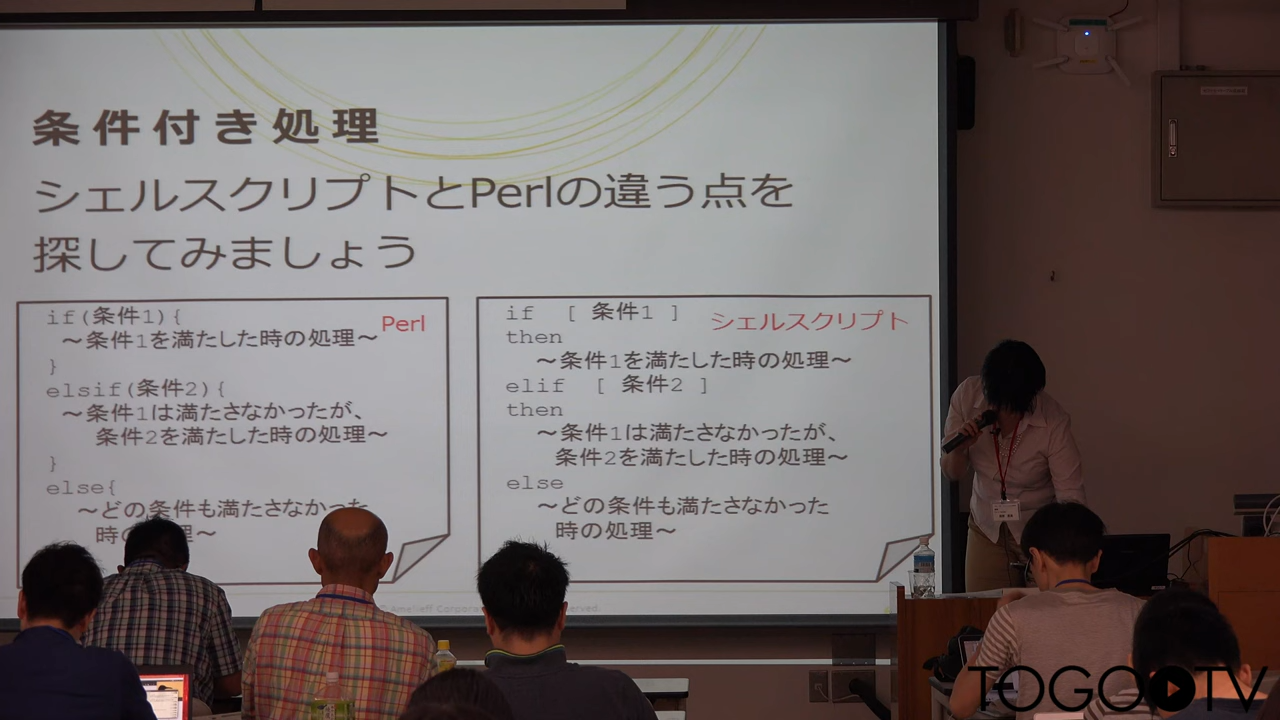 条件付き処理
シェルスクリプトとPerlの違う点を
探してみましょう
if(条件1){
Perl
～条件1を満たした時の処理～
}
elsif(条件2){
～条件1は満たさなかったが、
条件2を満たした時の処理～
}
else{
～どの条件も満たさなかった
時の 理～
if [ 条件1 ]
シェルスクリプト
then
～条件1を満たした時の処理～
elif [ 条件2 ]
then
～条件1は満たさなかったが、
条件2を満たした時の処理～
else
～どの条件も満たさなかった
時の処理～
Amelieff
TOGOTV